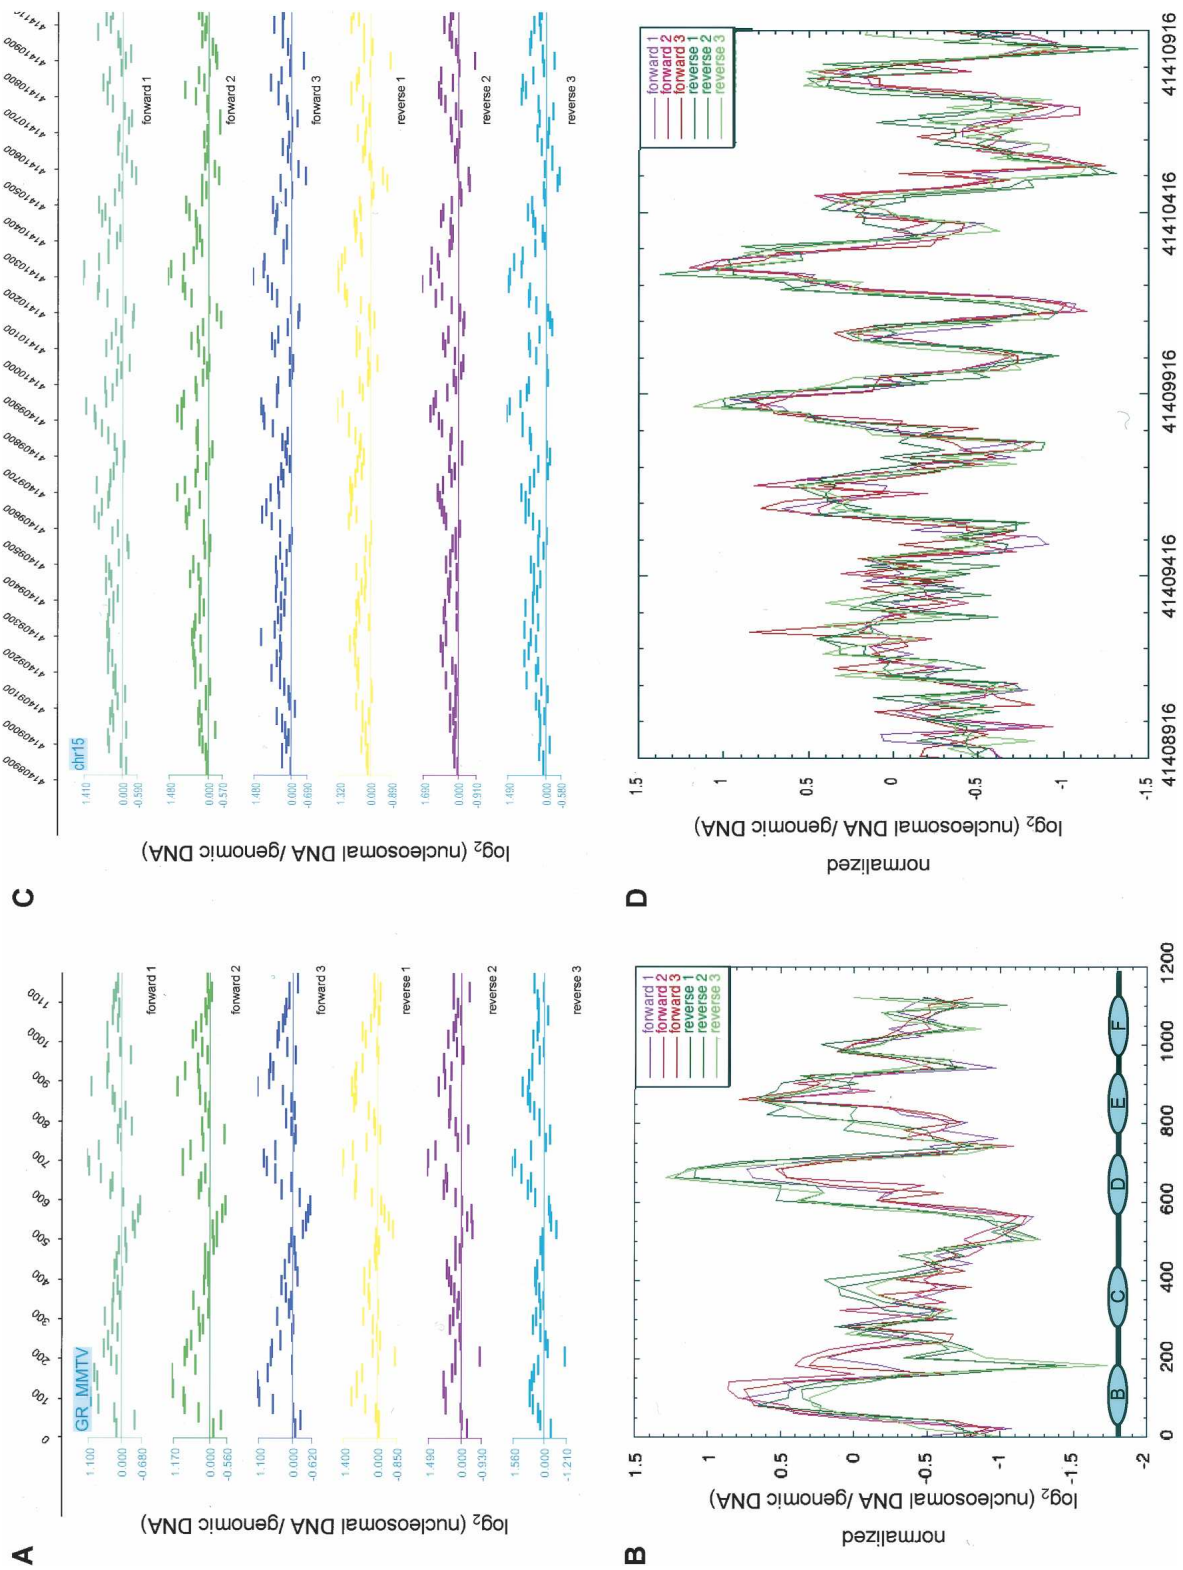 A
log₂ (nucleosomal DNA /genomic DNA)
GR_MMTV
0
100
200
300
400
500
600
700
800
900
1000
1100
1.100
0.000
-0.680
forward 1
1.170
0.000
-0.560
forward 2
1.100
0.000
-0.620
forward 3
1.400
0.000
-0.850
reverse 1
1.490
0.000
-0.930
reverse 2
1.560
0.000
-1.210
reverse 3
B
normalized
log₂ (nucleosomal DNA /genomic DNA)
1
0.5
0
-0.5
-1
-1.5
-2
forward 1
forward 2
forward 3
reverse 1
reverse 2
reverse 3
B
C
D
E
F
0
200
400
600
800
1000
1200
C
log₂ (nucleosomal DNA /genomic DNA)
chr15
41408900
41409000
41409100
41409200
41409300
41409400
41409500
41409600
41409700
41409800
41409900
41410000
41410100
41410200
41410300
41410400
41410500
41410600
41410700
41410800
41410900
1.410
0.000
-0.590
forward 1
1.480
0.000
-0.570
forward 2
1.480
0.000
-0.690
forward 3
1.320
0.000
-0.890
reverse 1
1.690
0.000
-0.910
reverse 2
1.490
0.000
-0.580
reverse 3
D
normalized
log₂ (nucleosomal DNA /genomic DNA)
1.5
1
0.5
0
-0.5
-1
-1.5
forward 1
forward 2
forward 3
reverse 1
reverse 2
reverse 3
41408916
41409416
41409916
41410416
41410916